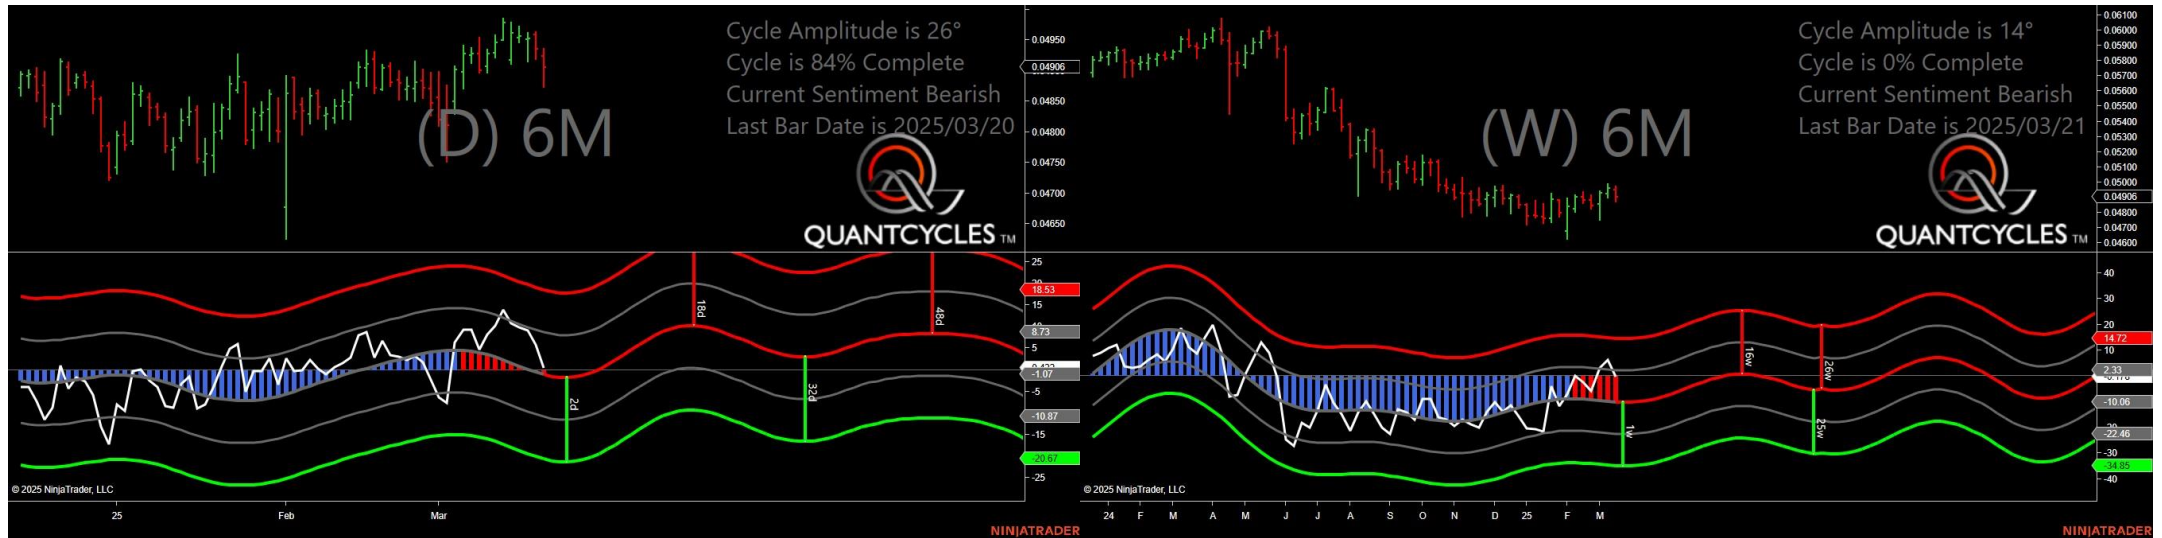 Cycle Amplitude is 26°
Cycle is 84% Complete
Current Sentiment Bearish
Last Bar Date is 2025/03/20
(D) 6M
QUANTCYCLES TM
0.04950
0.04906
0.04850
0.04800
0.04750
0.04700
0.04650
25
18.53
15
8.73
5
-1.07
-5
-10.87
-15
-20.67
-25
18d
48d
2d
32d
© 2025 NinjaTrader, LLC
25
Feb
Mar
NINJATRADER
Cycle Amplitude is 14°
Cycle is 0% Complete
Current Sentiment Bearish
Last Bar Date is 2025/03/21
(W) 6M
QUANTCYCLES TM
0.06100
0.05900
0.05800
0.05700
0.05600
0.05500
0.05400
0.05300
0.05200
0.05100
0.05000
0.04906
0.04800
0.04700
0.04600
40
30
20
14.72
10
2.33
-10.06
-22.46
-30
-34.85
-40
16w
26w
1w
25w
© 2025 NinjaTrader, LLC
24 F M A M J J A S O N D 25 F M
NINJATRADER